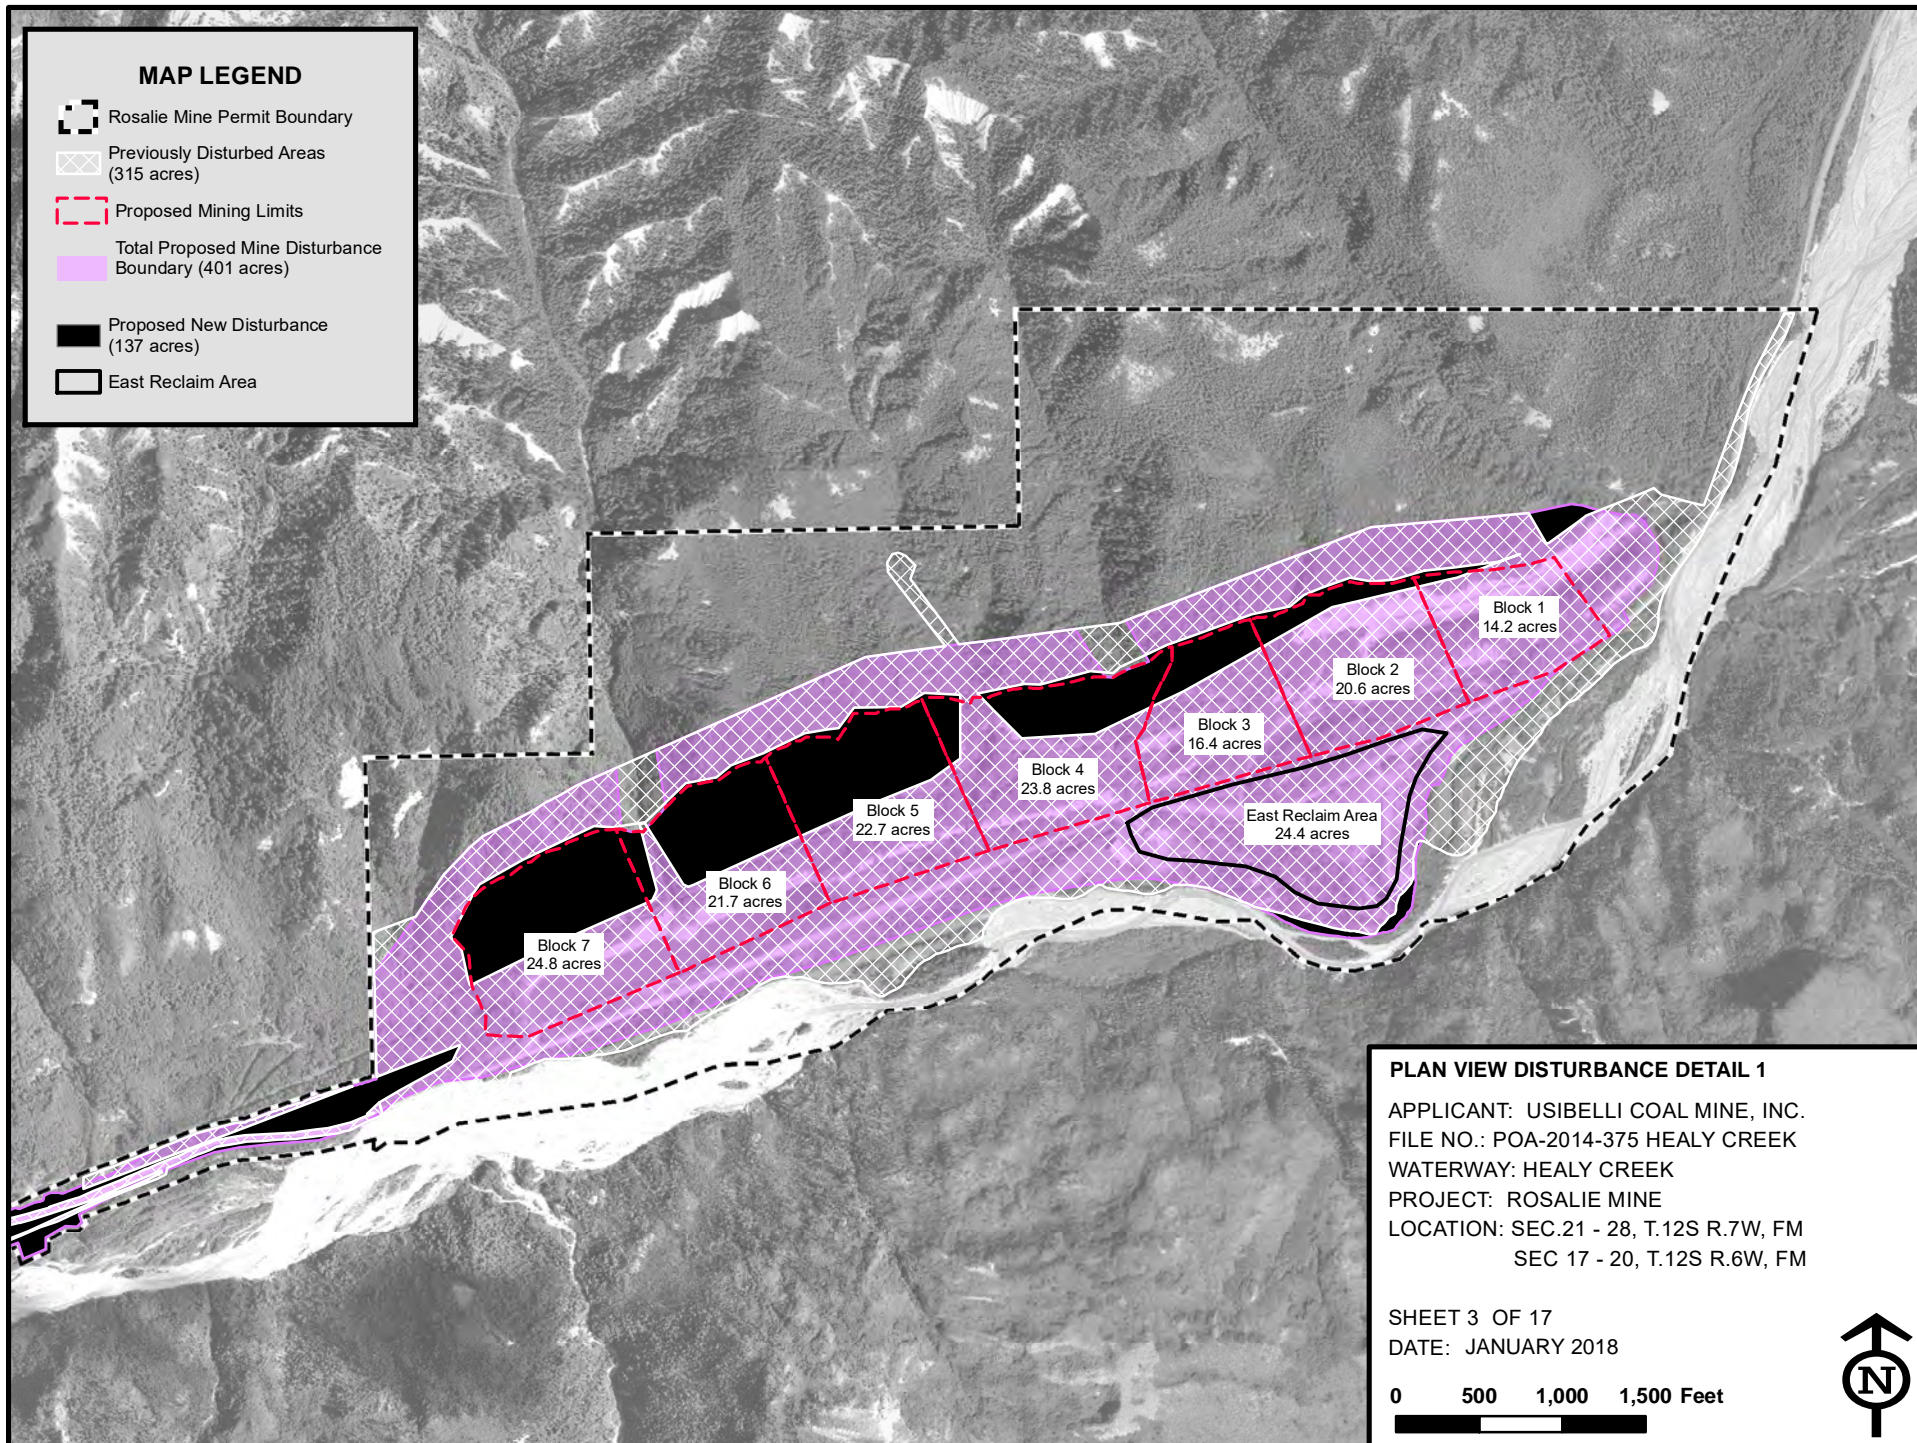 MAP LEGEND
Rosalie Mine Permit Boundary
Previously Disturbed Areas
(315 acres)
Proposed Mining Limits
Total Proposed Mine Disturbance
Boundary (401 acres)
Proposed New Disturbance
(137 acres)
East Reclaim Area
Block 1
14.2 acres
Block 2
20.6 acres
Block 3
16.4 acres
Block 4
23.8 acres
East Reclaim Area
24.4 acres
Block 5
22.7 acres
Block 6
21.7 acres
Block 7
24.8 acres
PLAN VIEW DISTURBANCE DETAIL 1
APPLICANT: USIBELLI COAL MINE, INC.
FILE NO.: POA-2014-375 HEALY CREEK
WATERWAY: HEALY CREEK
PROJECT: ROSALIE MINE
LOCATION: SEC.21 - 28, T.12S R.7W, FM
SEC 17 - 20, T.12S R.6W, FM
SHEET 3 OF 17
DATE: JANUARY 2018
0 500 1,000 1,500 Feet
N